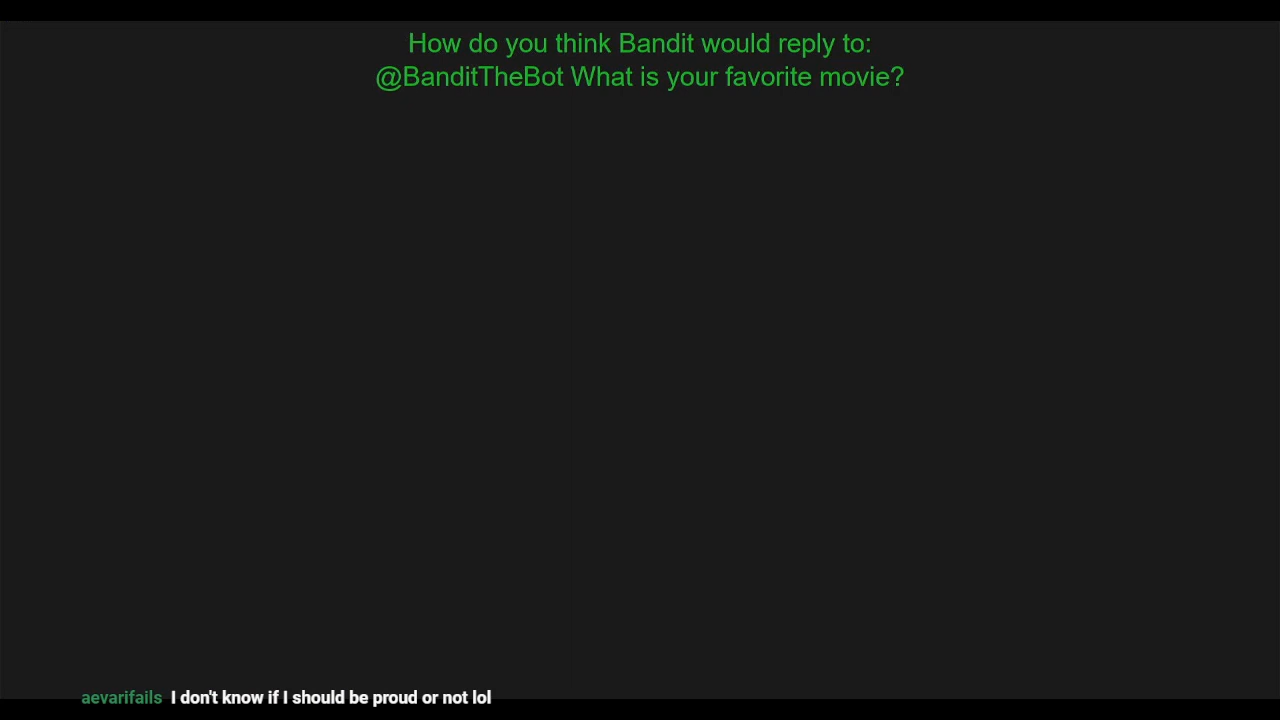 How do you think Bandit would reply to:
@BanditTheBot What is your favorite movie?
aevarifails I don't know if I should be proud or not lol